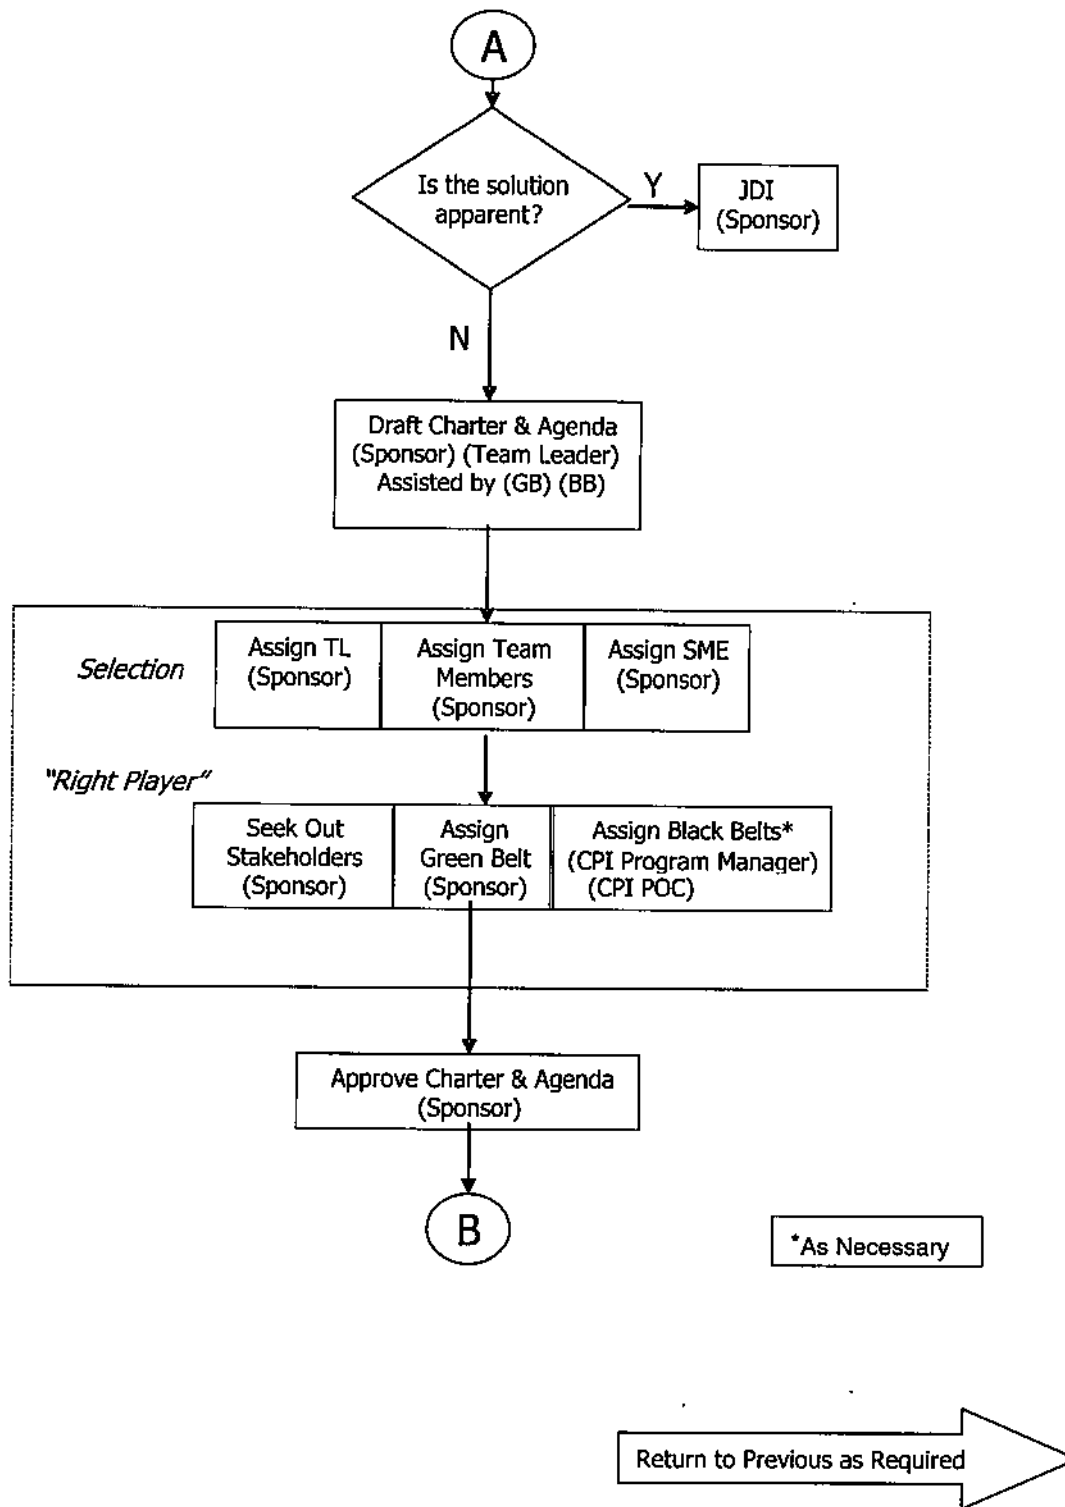 A
Is the solution
apparent?
Y
JDI
(Sponsor)
N
Draft Charter & Agenda
(Sponsor) (Team Leader)
Assisted by (GB) (BB)
Selection
Assign TL
(Sponsor)
Assign Team
Members
(Sponsor)
Assign SME
(Sponsor)
"Right Player"
Seek Out
Stakeholders
(Sponsor)
Assign
Green Belt
(Sponsor)
Assign Black Belts*
(CPI Program Manager)
(CPI POC)
Approve Charter & Agenda
(Sponsor)
B
*As Necessary
Return to Previous as Required